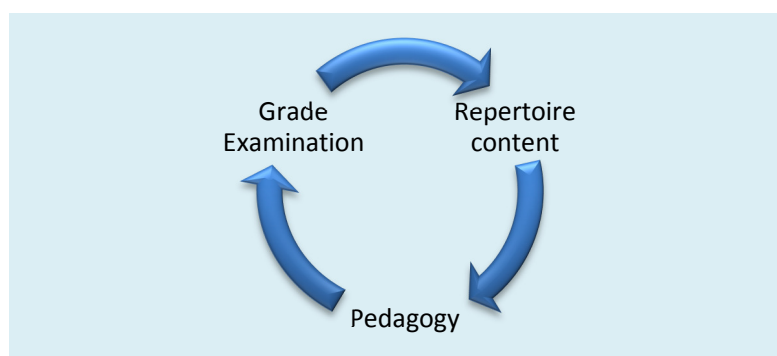 Grade
Examination
Repertoire
content
Pedagogy